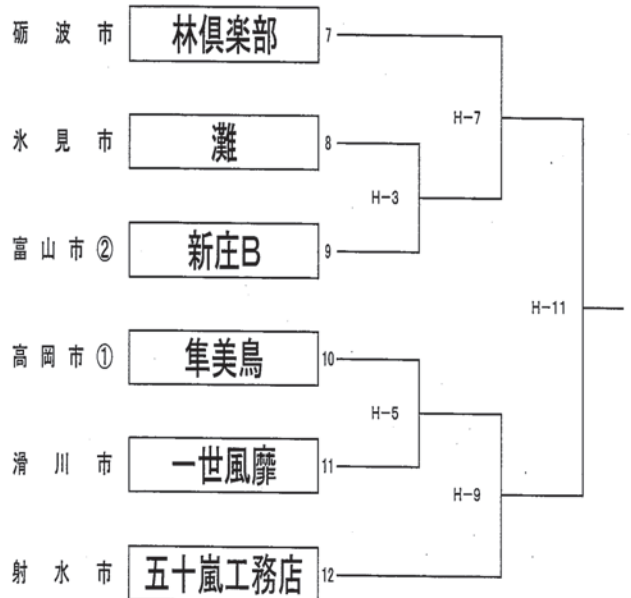 砺波市 林倶楽部 7
H-7
氷見市 灘 8
H-3
富山市② 新庄B 9
H-11
高岡市① 隼美鳥 10
H-5
滑川市 一世風靡 11
H-9
射水市 五十嵐工務店 12